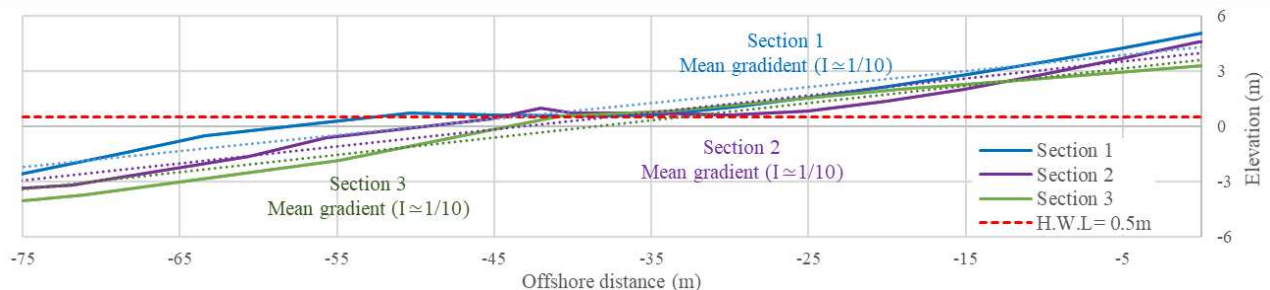 Section 1
Mean gradident (I≃1/10)
Section 2
Mean gradient (I≃1/10)
Section 3
Mean gradient (I≃1/10)
Section 1
Section 2
Section 3
H.W.L= 0.5m
6
3
0
-3
-6
Elevation (m)
-75
-65
-55
-45
-35
-25
-15
-5
Offshore distance (m)